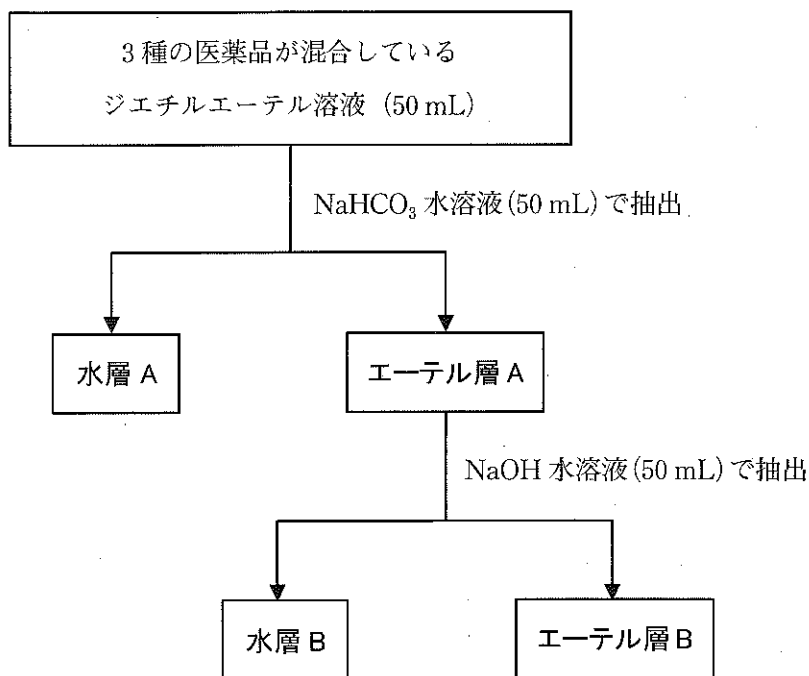 3種の医薬品が混合している
ジエチルエーテル溶液 (50 mL)
NaHCO₃ 水溶液(50 mL)で抽出
水層 A
エーテル層 A
NaOH 水溶液(50 mL)で抽出
水層 B
エーテル層 B